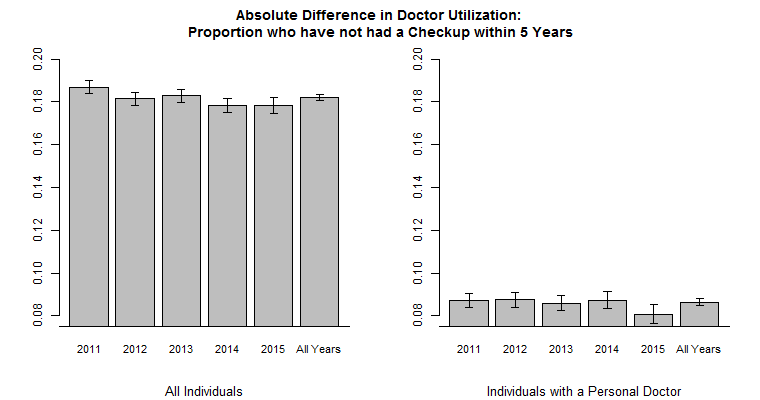 Absolute Difference in Doctor Utilization:
Proportion who have not had a Checkup within 5 Years
0.20
0.18
0.16
0.14
0.12
0.10
0.08
2011 2012 2013 2014 2015 All Years
All Individuals
0.20
0.18
0.16
0.14
0.12
0.10
0.08
2011 2012 2013 2014 2015 All Years
Individuals with a Personal Doctor